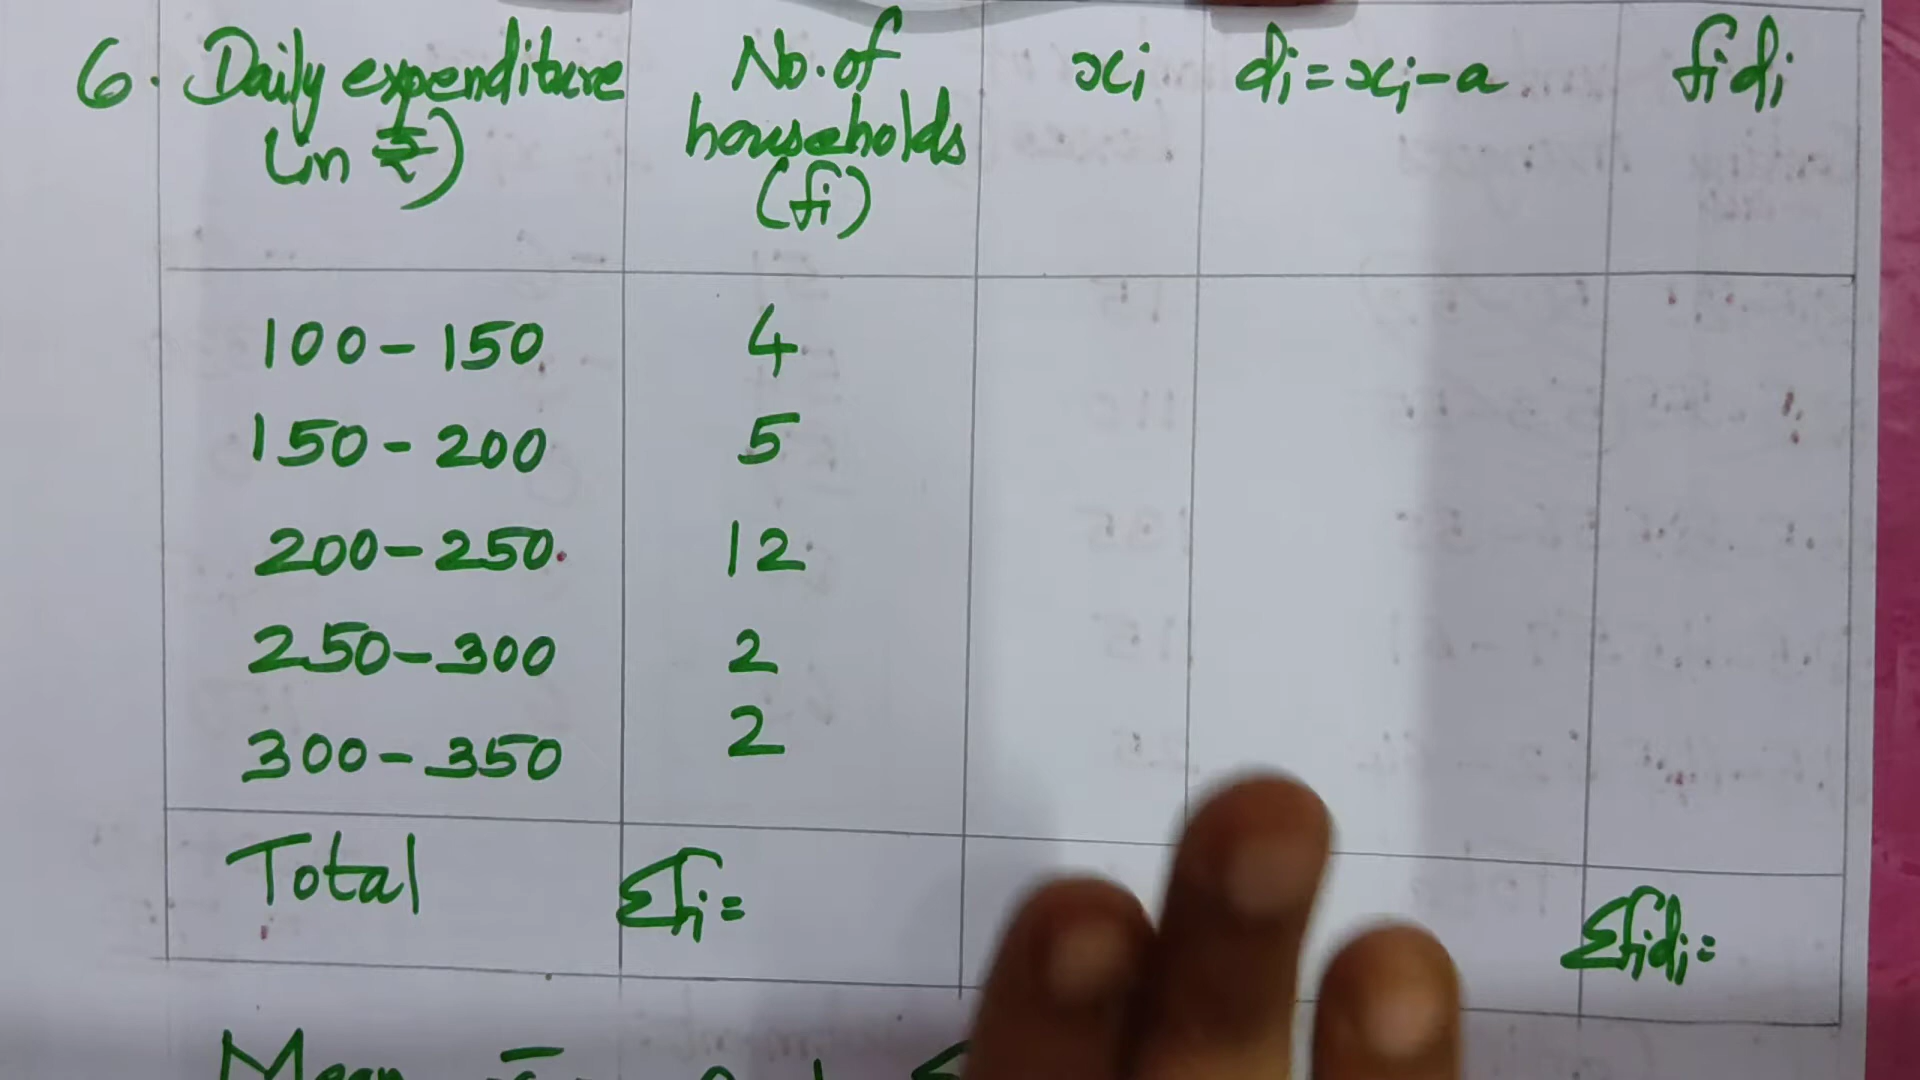 6. Daily expenditure (in ₹) No. of households (fi) xi di = xi - a fidi
100 - 150 4
150 - 200 5
200 - 250 12
250 - 300 2
300 - 350 2
Total Σfi = Σfidi =
Mean